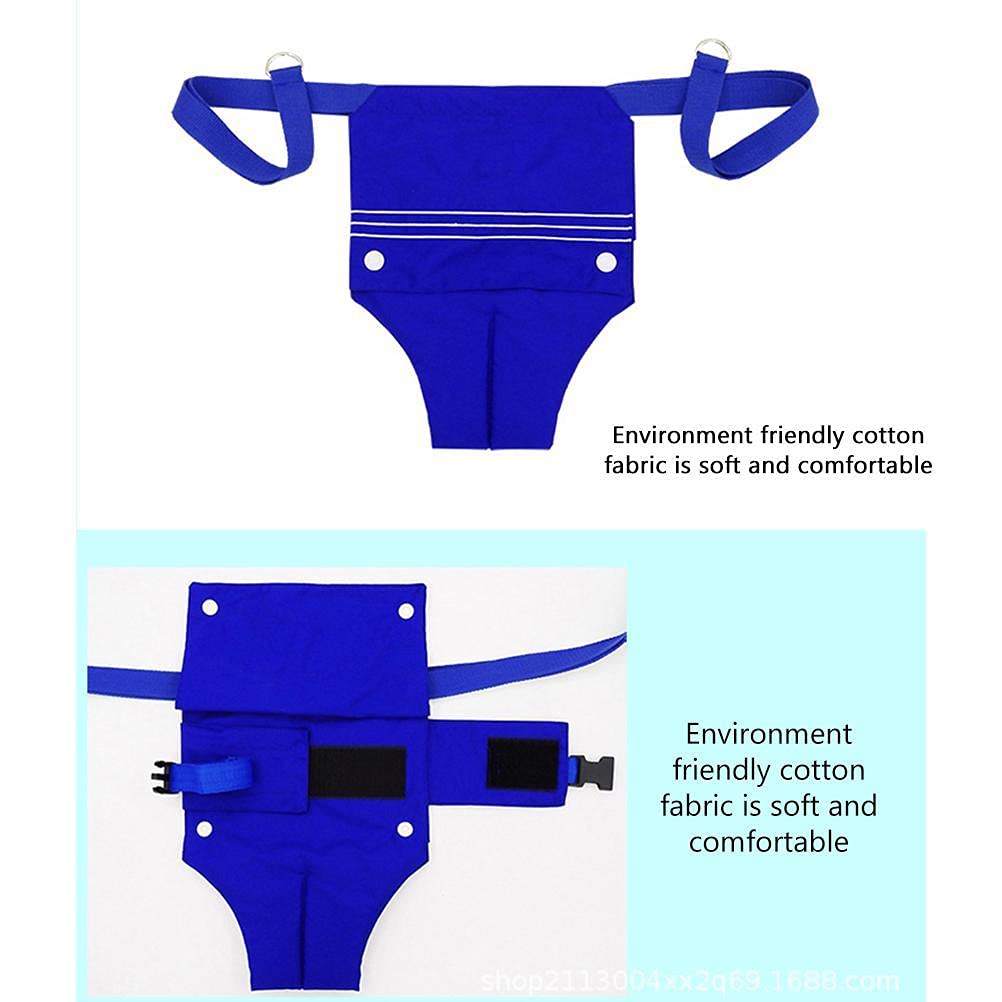 Environment friendly cotton
fabric is soft and comfortable
Environment
friendly cotton
fabric is soft and
comfortable
shop2113004xx2q69.1688.com